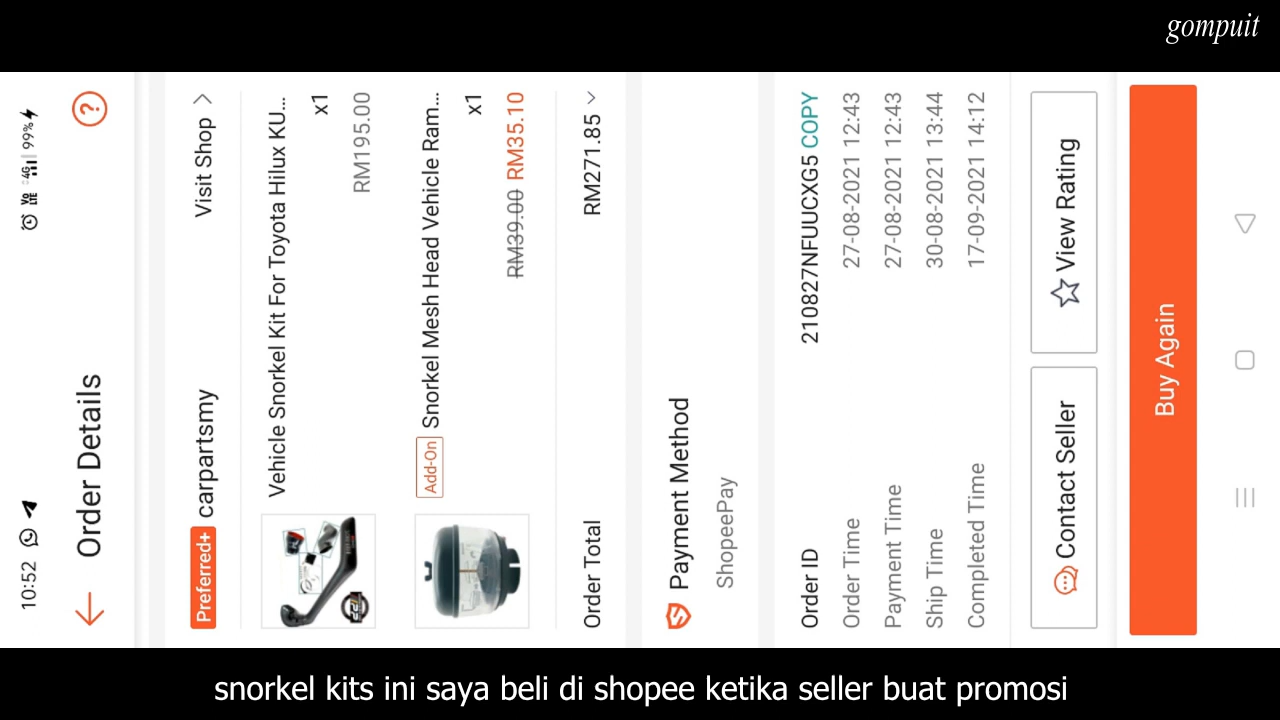 gompuit
10:52
4G 99%
Order Details
?
Preferred+ carpartsmy
Visit Shop >
Vehicle Snorkel Kit For Toyota Hilux KU...
x1
RM195.00
Add-On Snorkel Mesh Head Vehicle Ram...
x1
RM39.00 RM35.10
Order Total
RM271.85
Payment Method
ShopeePay
Order ID
210827NFUUCXG5 COPY
Order Time
27-08-2021 12:43
Payment Time
27-08-2021 12:43
Ship Time
30-08-2021 13:44
Completed Time
17-09-2021 14:12
Contact Seller
View Rating
Buy Again
snorkel kits ini saya beli di shopee ketika seller buat promosi